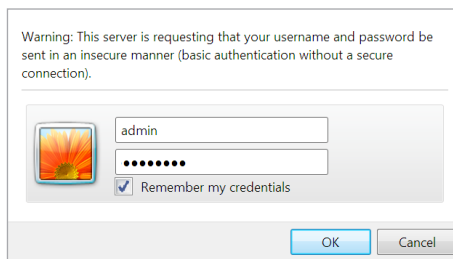 Warning: This server is requesting that your username and password be
sent in an insecure manner (basic authentication without a secure
connection).
admin
●●●●●●●●
Remember my credentials
OK
Cancel